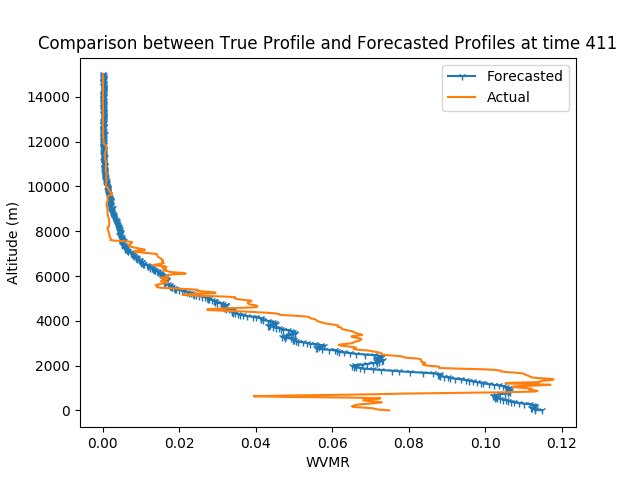 Comparison between True Profile and Forecasted Profiles at time 411
Forecasted
Actual
Altitude (m)
14000
12000
10000
8000
6000
4000
2000
0
0.00 0.02 0.04 0.06 0.08 0.10 0.12
WVMR